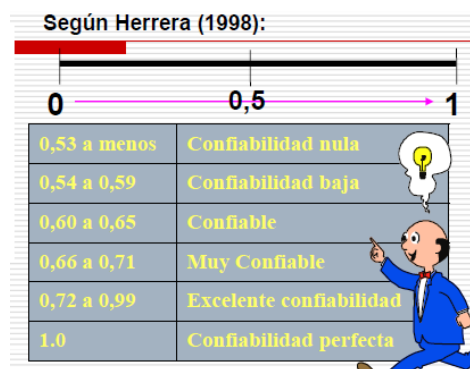 Según Herrera (1998):
0 0,5 1
0,53 a menos Confiabilidad nula
0,54 a 0,59 Confiabilidad baja
0,60 a 0,65 Confiable
0,66 a 0,71 Muy Confiable
0,72 a 0,99 Excelente confiabilidad
1.0 Confiabilidad perfecta